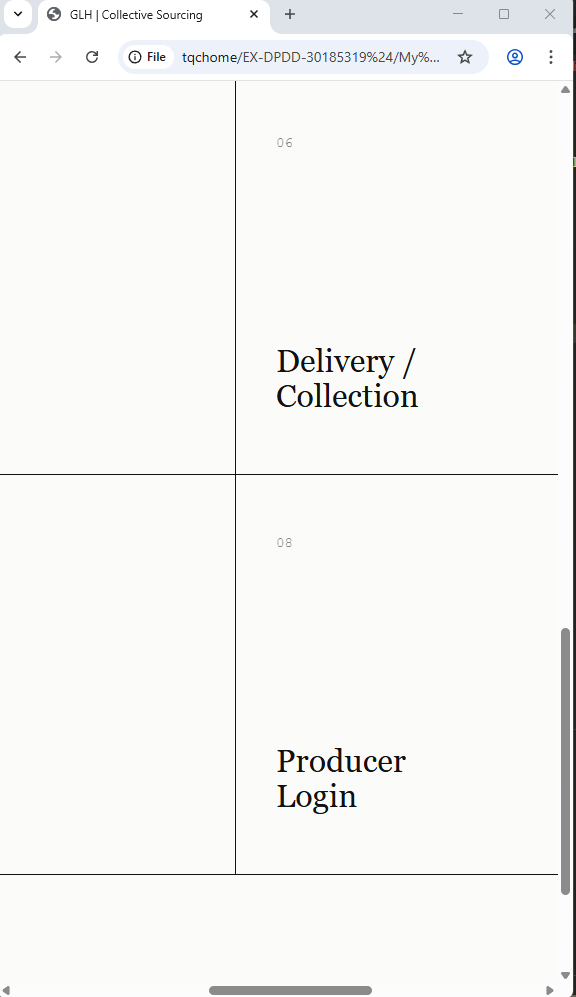 GLH | Collective Sourcing
File
tqchome/EX-DPDD-30185319%24/My%...
06
Delivery /
Collection
08
Producer
Login